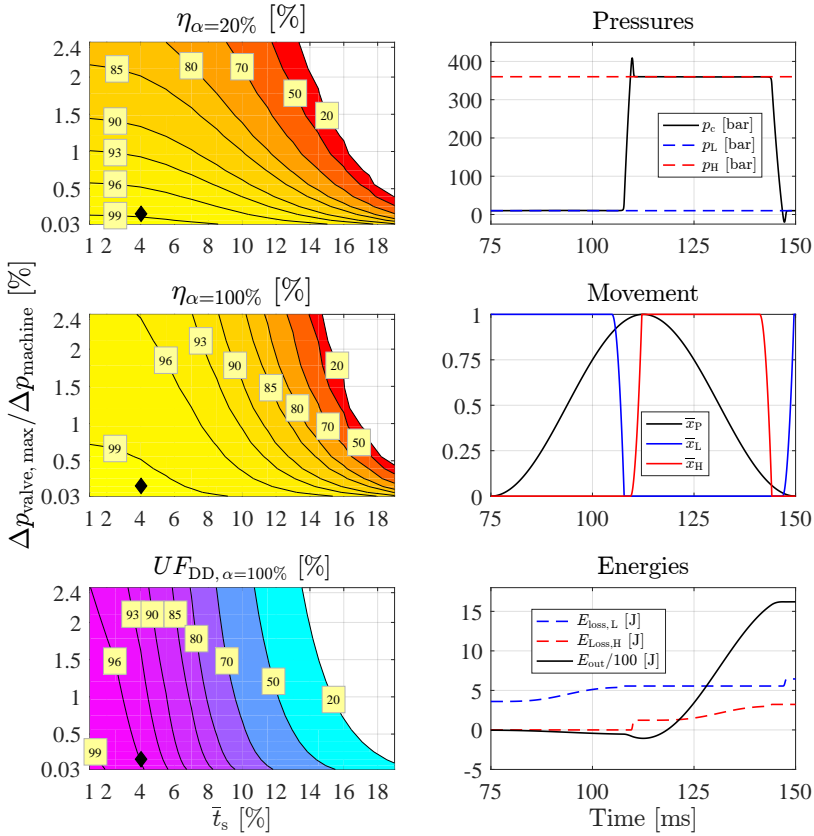 η_{α=20%} [%]
2.4
2
1.5
1
0.5
0.03
85
80
70
50
20
90
93
96
99
1 2 4 6 8 10 12 14 16 18
Pressures
400
300
200
100
0
p_c [bar]
p_L [bar]
p_H [bar]
75 100 125 150
Δp_{valve, max}/Δp_{machine} [%]
η_{α=100%} [%]
2.4
2
1.5
1
0.5
0.03
93
96
90
20
85
80
70
50
99
1 2 4 6 8 10 12 14 16 18
Movement
1
0.75
0.5
0.25
0
x̅_P
x̅_L
x̅_H
75 100 125 150
UF_{DD, α=100%} [%]
2.4
2
1.5
1
0.5
0.03
93 90 85
80
96
70
50
20
99
1 2 4 6 8 10 12 14 16 18
t̅_s [%]
Energies
15
10
5
0
-5
E_{loss,L} [J]
E_{Loss,H} [J]
E_{out}/100 [J]
75 100 125 150
Time [ms]